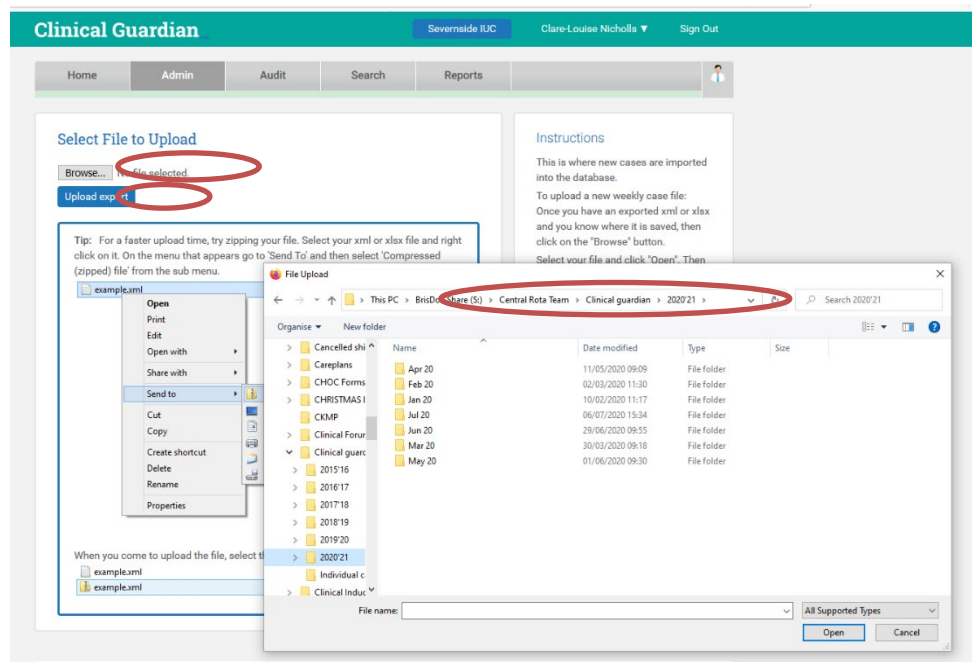 Clinical Guardian
Severnside IUC
Clare-Louise Nicholls ▼
Sign Out
Home
Admin
Audit
Search
Reports
Select File to Upload
Browse... No file selected.
Upload export
Tip: For a faster upload time, try zipping your file. Select your xml or xlsx file and right
click on it. On the menu that appears go to 'Send To' and then select 'Compressed
(zipped) file' from the sub menu.
example.xml
Open
Print
Edit
Open with
Share with
Send to
Cut
Copy
Create shortcut
Delete
Rename
Properties
When you come to upload the file, select
example.xml
example.xml
Instructions
This is where new cases are imported
into the database.
To upload a new weekly case file:
Once you have an exported xml or xlsx
and you know where it is saved, then
click on the "Browse" button.
Select your file and click "Open". Then
File Upload
This PC > Share (S:) > Central Rota Team > Clinical guardian > 2020'21 >
Search 2020'21
Organise ▼ New folder
Cancelled shi
Careplans
CHOC Forms
CHRISTMAS
CKMP
Clinical Forur
Clinical guarc
2015'16
2016'17
2017'18
2018'19
2019'20
2020'21
Individual c
Clinical Induc
Name Date modified Type Size
Apr 20 11/05/2020 09:09 File folder
Feb 20 02/03/2020 11:30 File folder
Jan 20 10/02/2020 11:17 File folder
Jul 20 06/07/2020 15:34 File folder
Jun 20 29/06/2020 09:55 File folder
Mar 20 30/03/2020 09:18 File folder
May 20 01/06/2020 09:30 File folder
File name:
All Supported Types
Open
Cancel